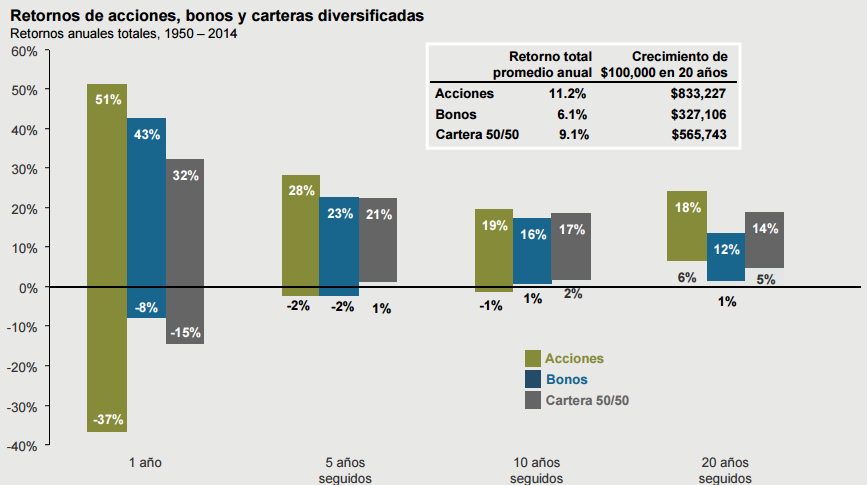 Retornos de acciones, bonos y carteras diversificadas
Retornos anuales totales, 1950 – 2014
60%
50%
40%
30%
20%
10%
0%
-10%
-20%
-30%
-40%
Retorno total Crecimiento de
promedio anual $100,000 en 20 años
Acciones 11.2% $833,227
Bonos 6.1% $327,106
Cartera 50/50 9.1% $565,743
51%
43%
32%
-8%
-15%
-37%
28%
23%
21%
-2%
-2%
1%
19%
16%
17%
-1%
1%
2%
18%
12%
14%
6%
1%
5%
Acciones
Bonos
Cartera 50/50
1 año
5 años
seguidos
10 años
seguidos
20 años
seguidos